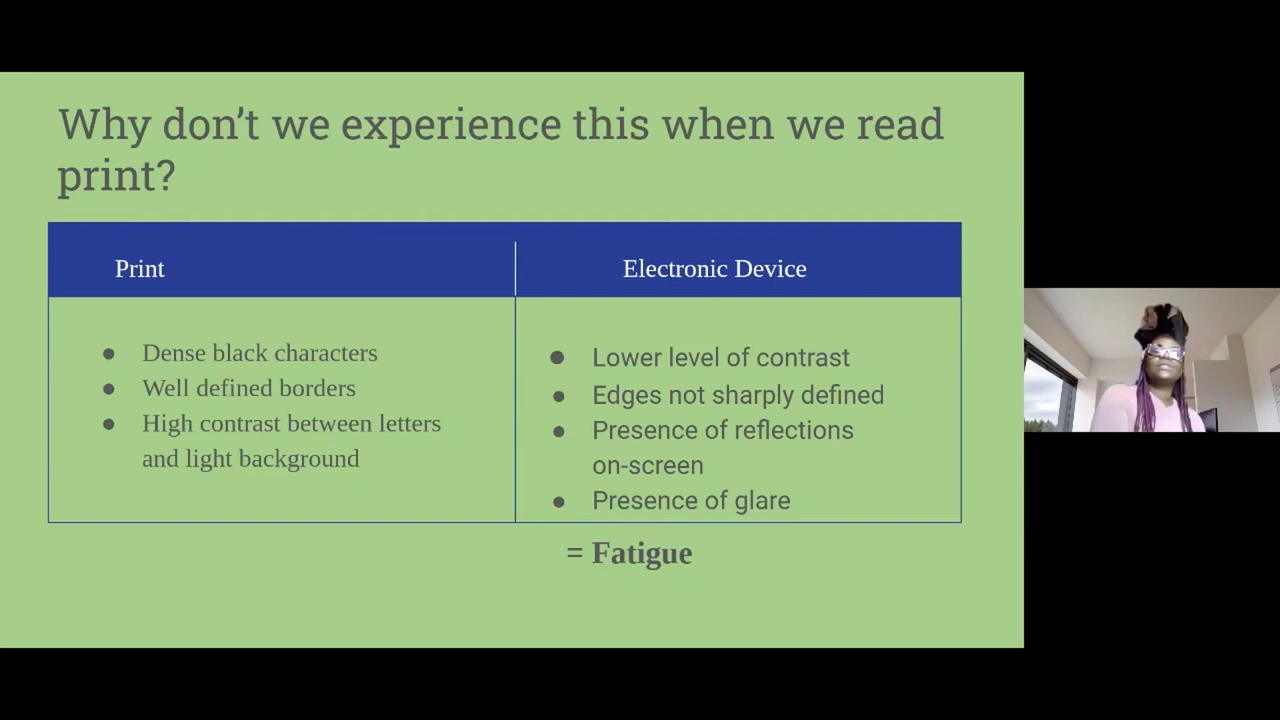 Why don't we experience this when we read
print?
Print
Electronic Device
● Dense black characters
● Well defined borders
● High contrast between letters
and light background
● Lower level of contrast
● Edges not sharply defined
● Presence of reflections
on-screen
● Presence of glare
= Fatigue